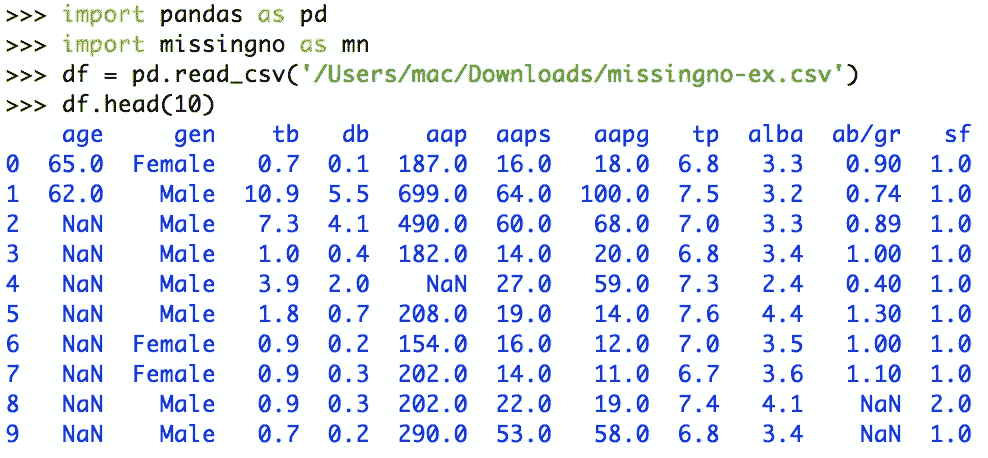 >>> import pandas as pd
>>> import missingno as mn
>>> df = pd.read_csv('/Users/mac/Downloads/missingno-ex.csv')
>>> df.head(10)
    age     gen    tb   db    aap  aaps   aapg   tp  alba  ab/gr   sf
0  65.0  Female   0.7  0.1  187.0  16.0   18.0  6.8   3.3   0.90  1.0
1  62.0    Male  10.9  5.5  699.0  64.0  100.0  7.5   3.2   0.74  1.0
2   NaN    Male   7.3  4.1  490.0  60.0   68.0  7.0   3.3   0.89  1.0
3   NaN    Male   1.0  0.4  182.0  14.0   20.0  6.8   3.4   1.00  1.0
4   NaN    Male   3.9  2.0    NaN  27.0   59.0  7.3   2.4   0.40  1.0
5   NaN    Male   1.8  0.7  208.0  19.0   14.0  7.6   4.4   1.30  1.0
6   NaN  Female   0.9  0.2  154.0  16.0   12.0  7.0   3.5   1.00  1.0
7   NaN  Female   0.9  0.3  202.0  14.0   11.0  6.7   3.6   1.10  1.0
8   NaN    Male   0.9  0.3  202.0  22.0   19.0  7.4   4.1    NaN  2.0
9   NaN    Male   0.7  0.2  290.0  53.0   58.0  6.8   3.4    NaN  1.0